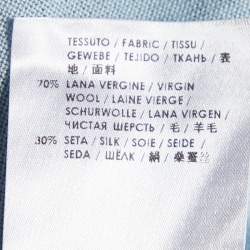 TESSUTO / FABRIC / TISSU /
GEWEBE / TEJIDO / ТКАНЬ / 表
地 / 面料
70% LANA VERGINE / VIRGIN
WOOL / LAINE VIERGE /
SCHURWOLLE / LANA VIRGEN /
ЧИСТАЯ ШЕРСТЬ / 毛 / 羊毛
30% SETA / SILK / SOIE / SEIDE /
SEDA / ШЁЛК / 絹 / 桑蚕丝